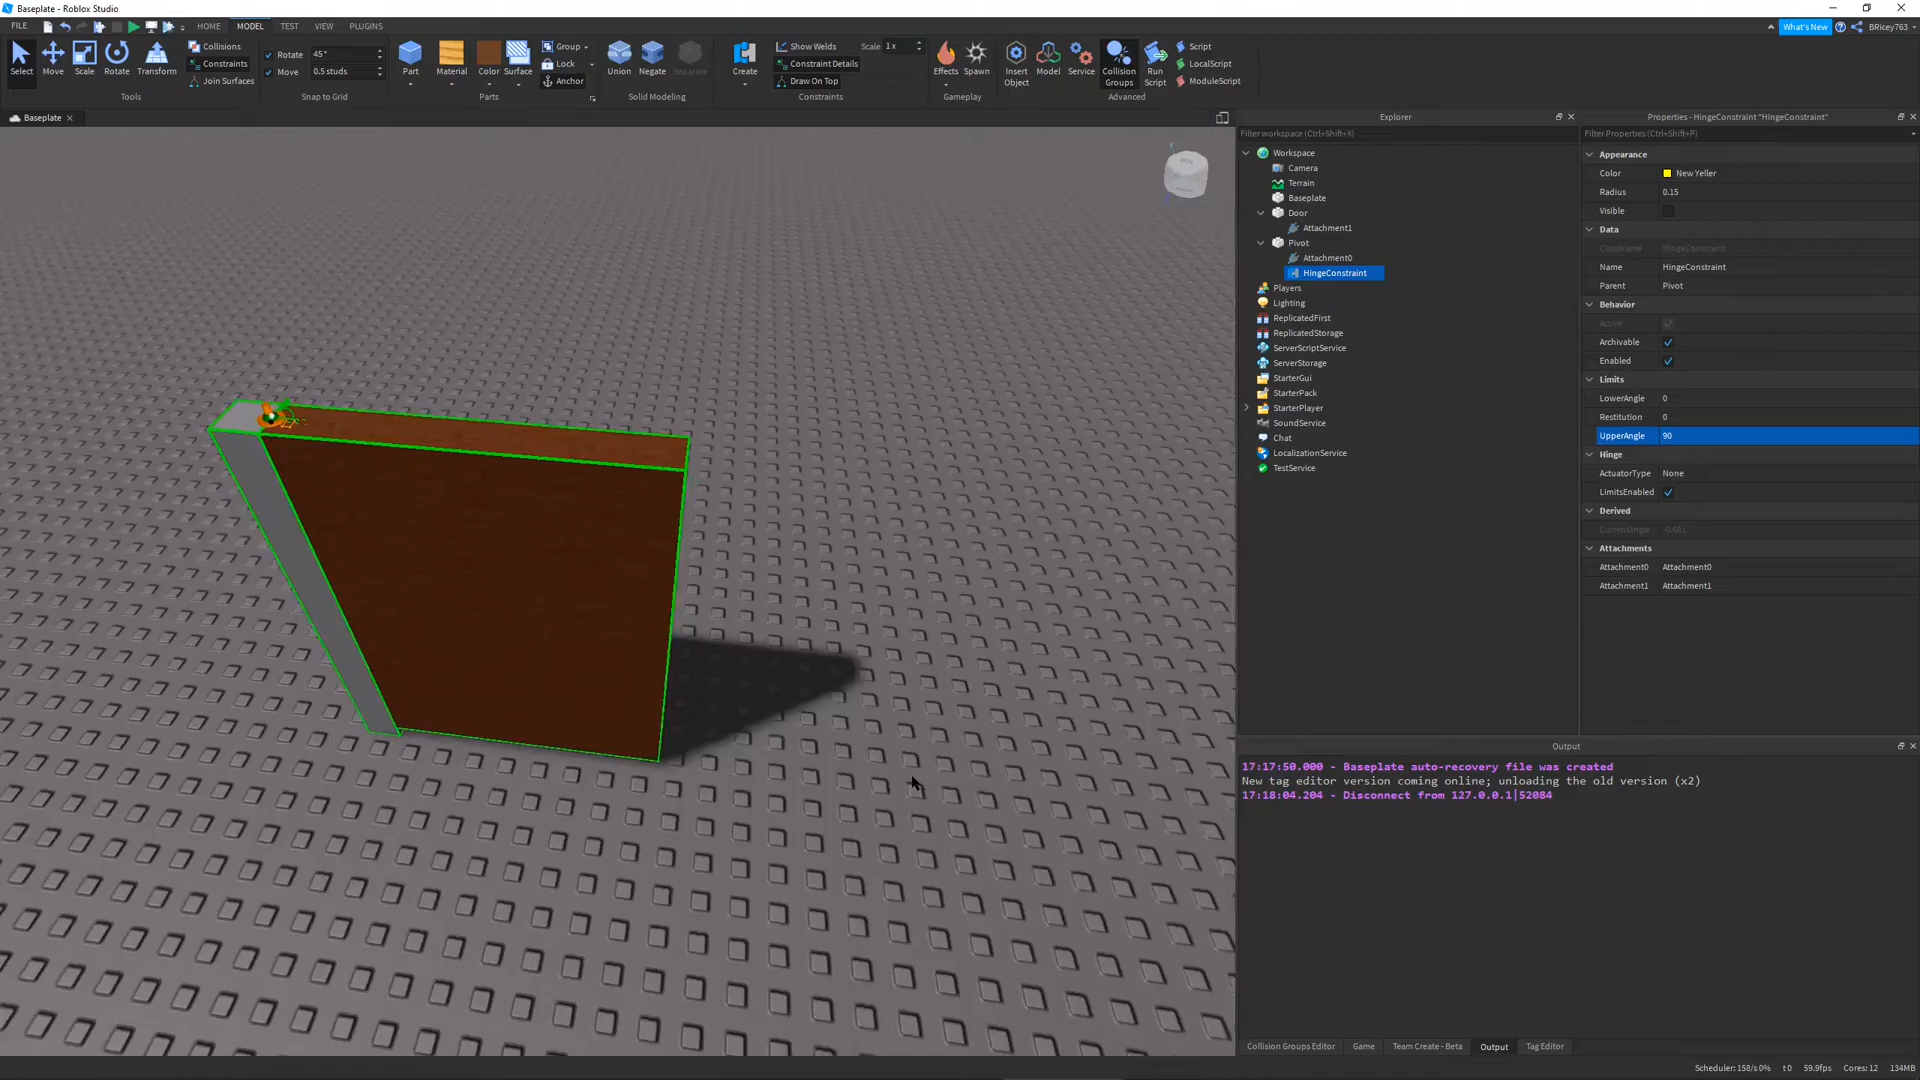 Baseplate - Roblox Studio
FILE HOME MODEL TEST VIEW PLUGINS What's New BRicey763
Select Move Scale Rotate Transform
Collisions
Constraints
Join Surfaces
Tools
Rotate 45°
Move 0.5 studs
Snap to Grid
Part Material Color Surface
Group
Lock
Anchor
Parts
Union Negate Separate
Solid Modeling
Create
Show Welds Scale 1x
Constraint Details
Draw On Top
Constraints
Effects Spawn
Gameplay
Insert Object Model Service Collision Groups Run Script
Script
LocalScript
ModuleScript
Advanced
Baseplate
Explorer
Filter workspace (Ctrl+Shift+X)
Workspace
Camera
Terrain
Baseplate
Door
Attachment1
Pivot
Attachment0
HingeConstraint
Players
Lighting
ReplicatedFirst
ReplicatedStorage
ServerScriptService
ServerStorage
StarterGui
StarterPack
StarterPlayer
SoundService
Chat
LocalizationService
TestService
Properties - HingeConstraint "HingeConstraint"
Filter Properties (Ctrl+Shift+P)
Appearance
Color New Yeller
Radius 0.15
Visible
Data
ClassName HingeConstraint
Name HingeConstraint
Parent Pivot
Behavior
Active
Archivable
Enabled
Limits
LowerAngle 0
Restitution 0
UpperAngle 90
Hinge
ActuatorType None
LimitsEnabled
Derived
CurrentAngle
Attachments
Attachment0 Attachment0
Attachment1 Attachment1
Output
17:17:50.000 - Baseplate auto-recovery file was created
New tag editor version coming online; unloading the old version (x2)
17:18:04.204 - Disconnect from 127.0.0.1|52084
Collision Groups Editor Game Team Create - Beta Output Tag Editor
Scheduler: 158/s 0% t 0 59.9fps Cores: 12 134MB